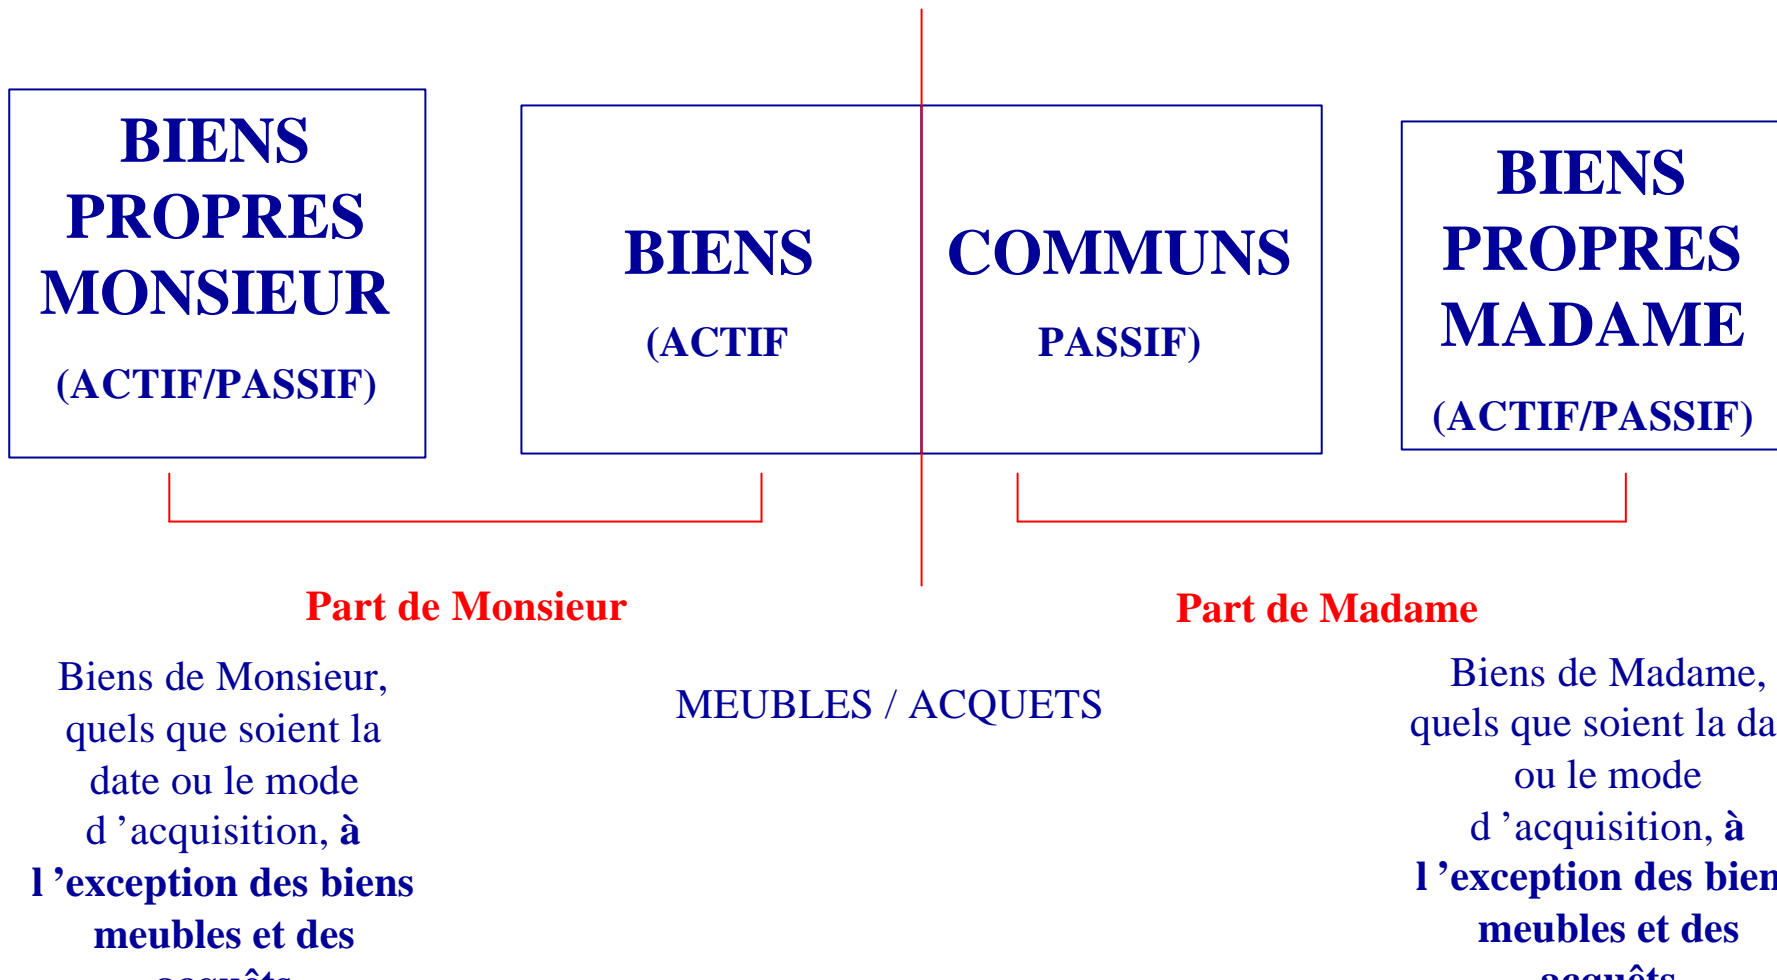 BIENS
PROPRES
MONSIEUR
(ACTIF/PASSIF)
BIENS COMMUNS
(ACTIF PASSIF)
BIENS
PROPRES
MADAME
(ACTIF/PASSIF)
Part de Monsieur
Part de Madame
Biens de Monsieur,
quels que soient la
date ou le mode
d ’acquisition, à
l ’exception des biens
meubles et des
acquêts
MEUBLES / ACQUETS
Biens de Madame,
quels que soient la
ou le mode
d ’acquisition, à
l ’exception des
meubles et des
acquêts